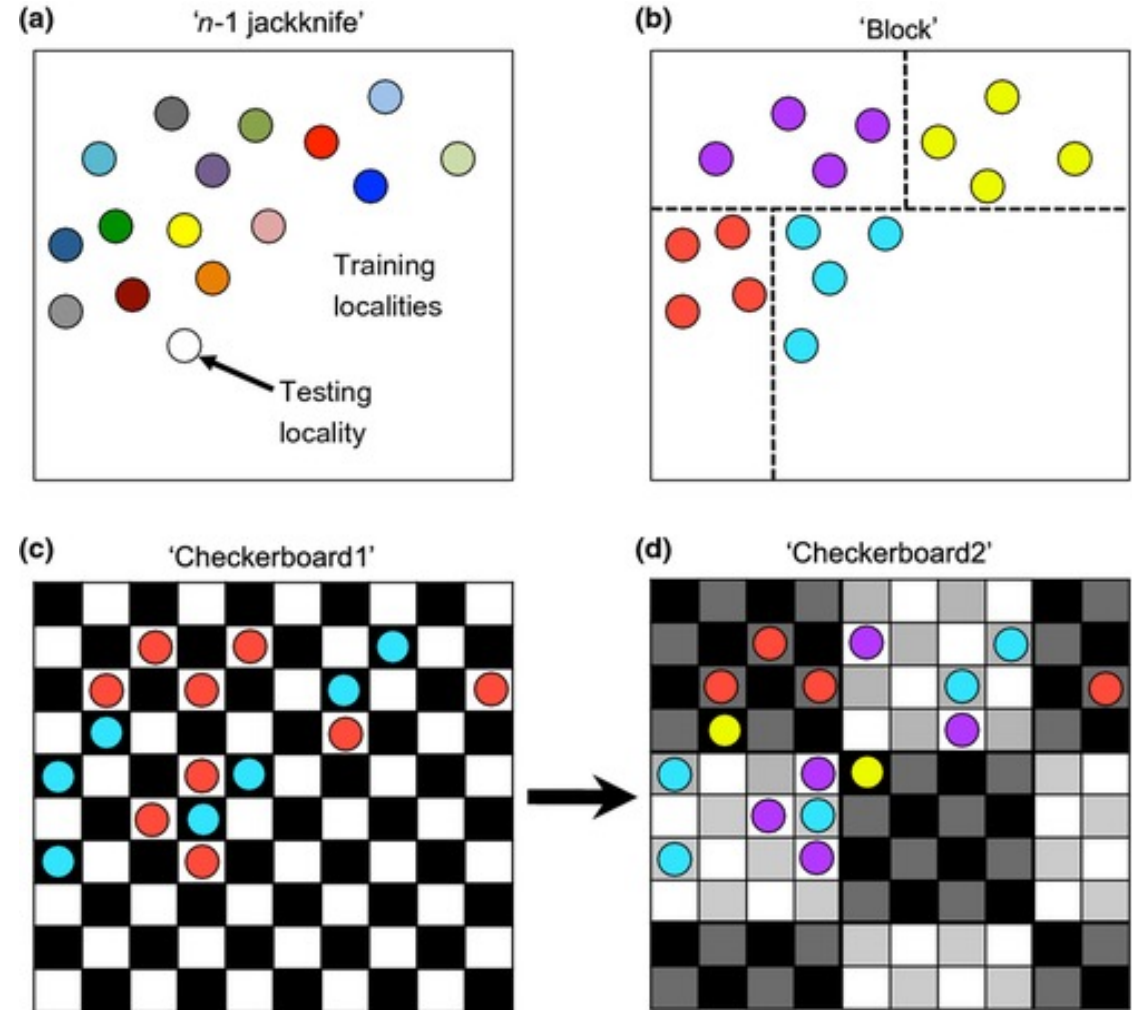 (a)
‘n-1 jackknife’
Training
localities
Testing
locality
(b)
‘Block’
(c)
‘Checkerboard1’
(d)
‘Checkerboard2’